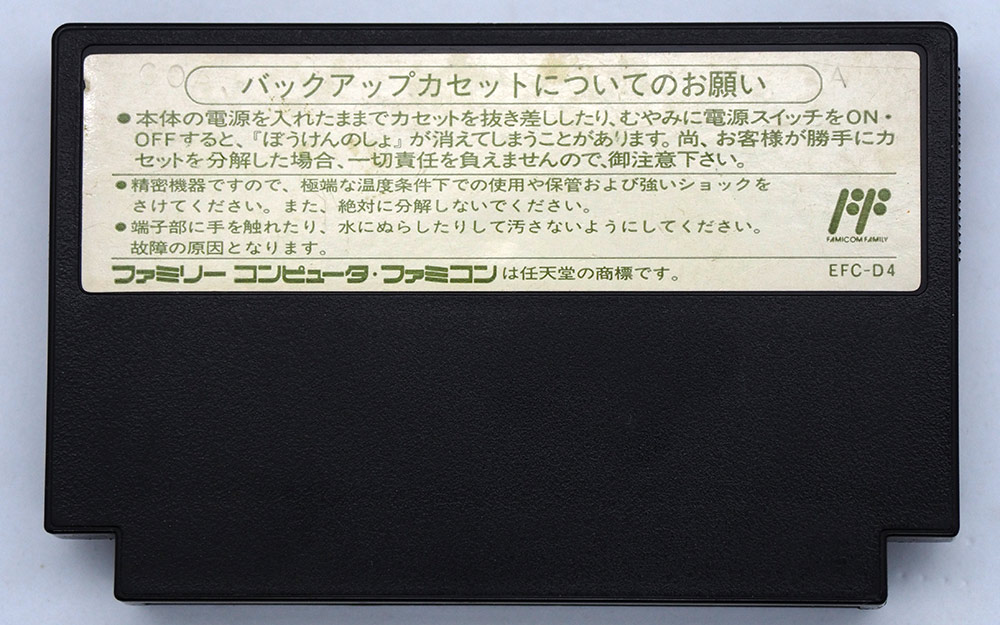 バックアップカセットについてのお願い
●本体の電源を入れたままでカセットを抜き差ししたり、むやみに電源スイッチをON・
OFFすると、『ぼうけんのしょ』が消えてしまうことがあります。尚、お客様が勝手にカ
セットを分解した場合、一切責任を負えませんので、御注意下さい。
●精密機器ですので、極端な温度条件下での使用や保管および強いショックを
さけてください。また、絶対に分解しないでください。
●端子部に手を触れたり、水にぬらしたりして汚さないようにしてください。
故障の原因となります。
FAMICOM FAMILY
ファミリー コンピュータ・ファミコンは任天堂の商標です。
EFC-D4